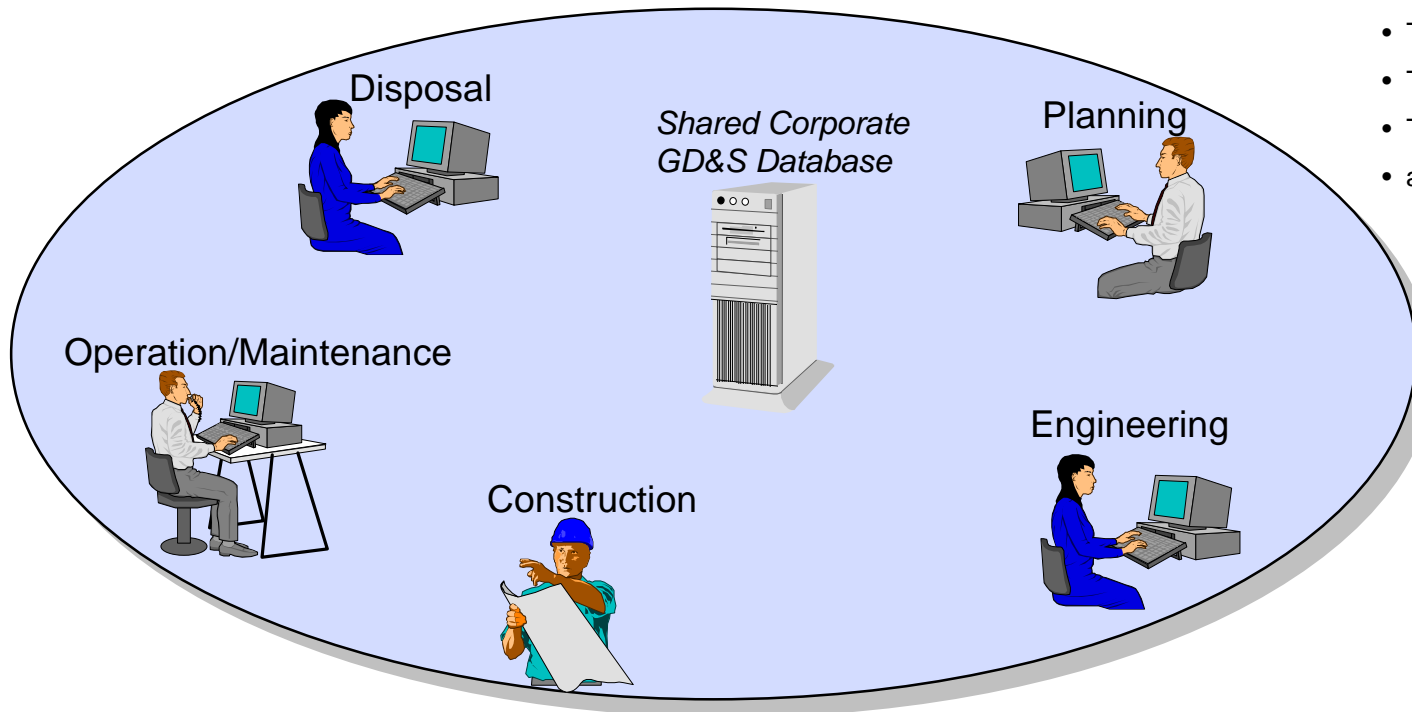 Disposal
Shared Corporate
GD&S Database
Planning
Operation/Maintenance
Engineering
Construction